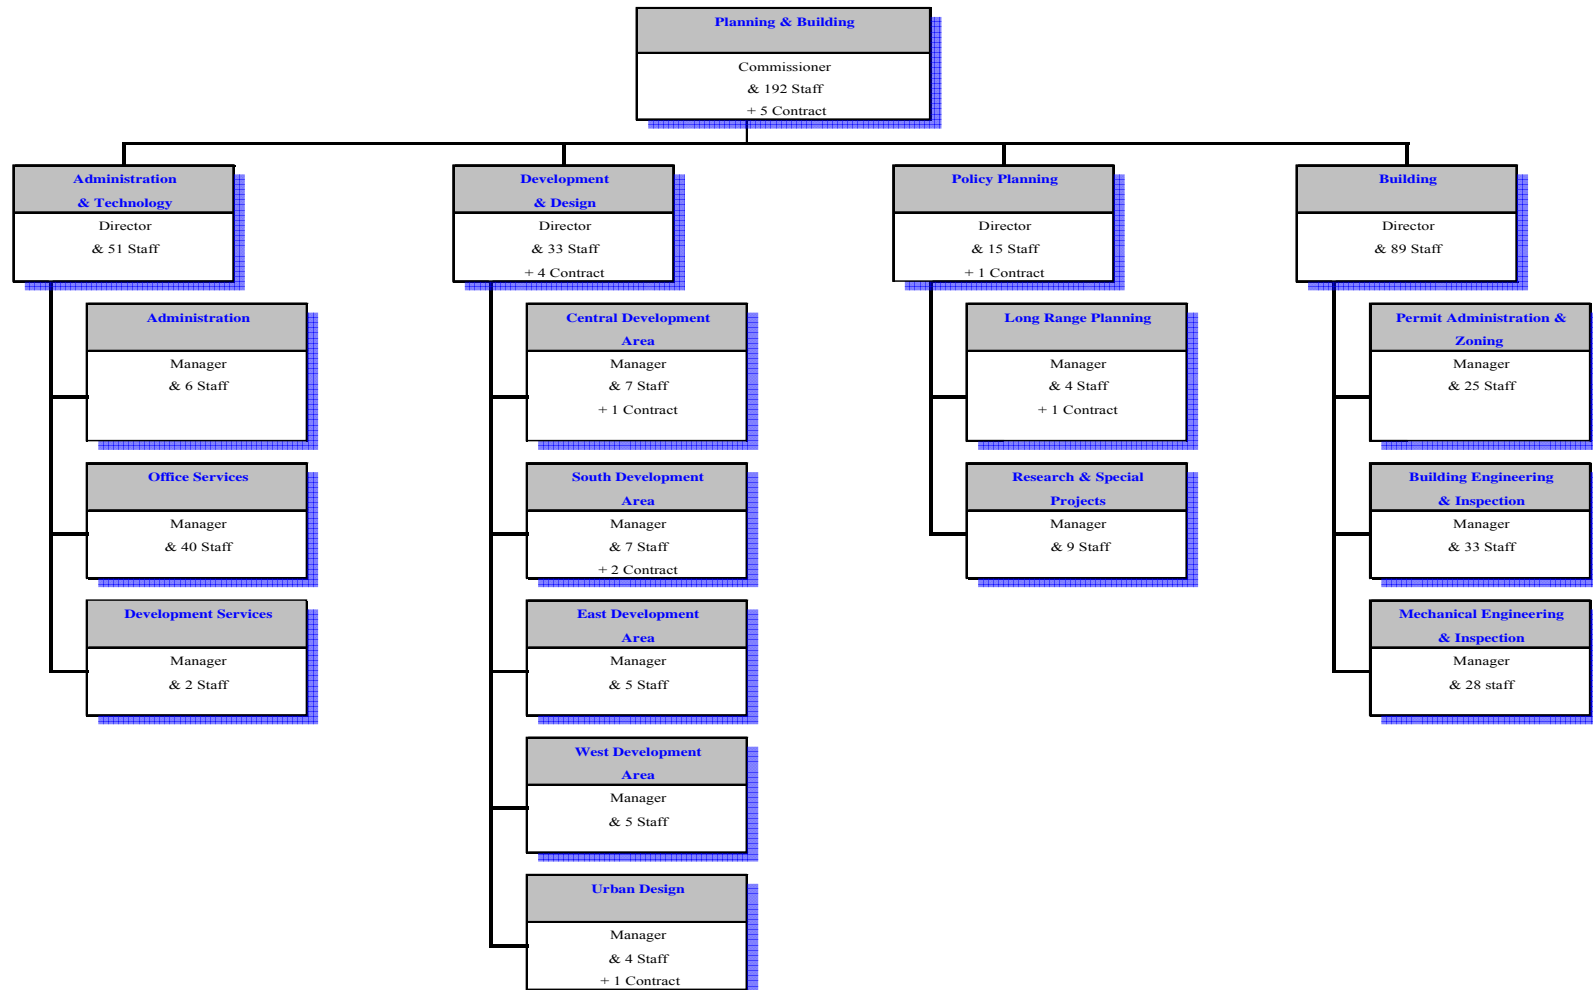 Planning & Building
Commissioner
& 192 Staff
+ 5 Contract
Administration
& Technology
Director
& 51 Staff
Administration
Manager
& 6 Staff
Office Services
Manager
& 40 Staff
Development Services
Manager
& 2 Staff
Development
& Design
Director
& 33 Staff
+ 4 Contract
Central Development
Area
Manager
& 7 Staff
+ 1 Contract
South Development
Area
Manager
& 7 Staff
+ 2 Contract
East Development
Area
Manager
& 5 Staff
West Development
Area
Manager
& 5 Staff
Urban Design
Manager
& 4 Staff
+ 1 Contract
Policy Planning
Director
& 15 Staff
+ 1 Contract
Long Range Planning
Manager
& 4 Staff
+ 1 Contract
Research & Special
Projects
Manager
& 9 Staff
Building
Director
& 89 Staff
Permit Administration &
Zoning
Manager
& 25 Staff
Building Engineering
& Inspection
Manager
& 33 Staff
Mechanical Engineering
& Inspection
Manager
& 28 staff